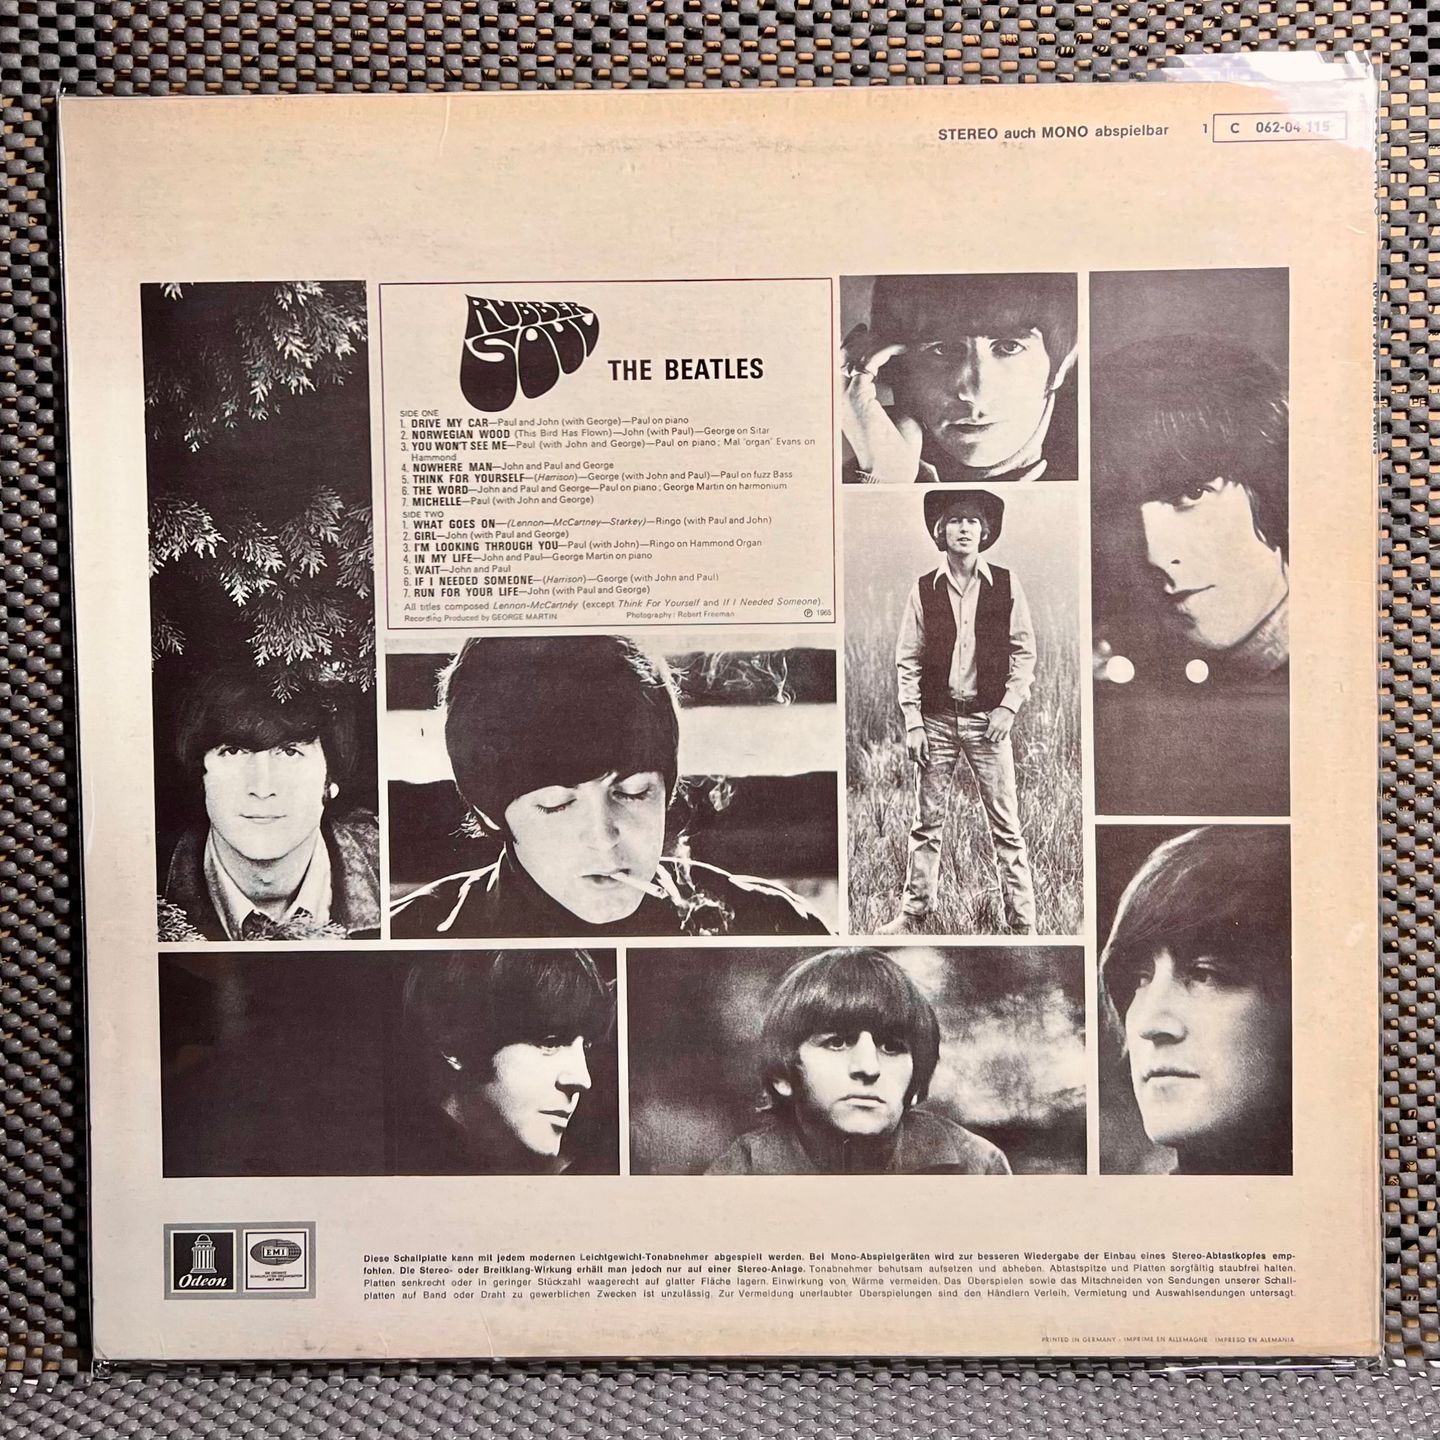 STEREO auch MONO abspielbar 1 C 062-04 115
RUBBER
SOUL
THE BEATLES
SIDE ONE
1. DRIVE MY CAR—Paul and John (with George)—Paul on piano
2. NORWEGIAN WOOD (This Bird Has Flown)—John (with Paul)—George on Sitar
3. YOU WON'T SEE ME—Paul (with John and George)—Paul on piano; Mal 'organ' Evans on
Hammond
4. NOWHERE MAN—John and Paul and George
5. THINK FOR YOURSELF—(Harrison)—George (with John and Paul)—Paul on fuzz Bass
6. THE WORD—John and Paul and George—Paul on piano; George Martin on harmonium
7. MICHELLE—Paul (with John and George)
SIDE TWO
1. WHAT GOES ON—(Lennon—McCartney—Starkey)—Ringo (with Paul and John)
2. GIRL—John (with Paul and George)
3. I'M LOOKING THROUGH YOU—Paul (with John)—Ringo on Hammond Organ
4. IN MY LIFE—John and Paul—George Martin on piano
5. WAIT—John and Paul
6. IF I NEEDED SOMEONE—(Harrison)—George (with John and Paul)
7. RUN FOR YOUR LIFE—John (with Paul and George)
All titles composed Lennon-McCartney (except Think For Yourself and If I Needed Someone).
Recording Produced by GEORGE MARTIN Photography: Robert Freeman ℗ 1965
Odeon
EMI
Diese Schallplatte kann mit jedem modernen Leichtgewicht-Tonabnehmer abgespielt werden. Bei Mono-Abspielgeräten wird zur besseren Wiedergabe der Einbau eines Stereo-Abtastkopfes emp-
fohlen. Die Stereo- oder Breitklang-Wirkung erhält man jedoch nur auf einer Stereo-Anlage. Tonabnehmer behutsam aufsetzen und abheben. Abtastspitze und Platten sorgfältig staubfrei halten.
Platten senkrecht oder in geringer Stückzahl waagerecht auf glatter Fläche lagern. Einwirkung von Wärme vermeiden. Das Überspielen sowie das Mitschneiden von Sendungen unserer Schall-
platten auf Band oder Draht zu gewerblichen Zwecken ist unzulässig. Zur Vermeidung unerlaubter Überspielungen sind den Händlern Verleih, Vermietung und Auswahlsendungen untersagt.
PRINTED IN GERMANY · IMPRIME EN ALLEMAGNE · IMPRESO EN ALEMANIA